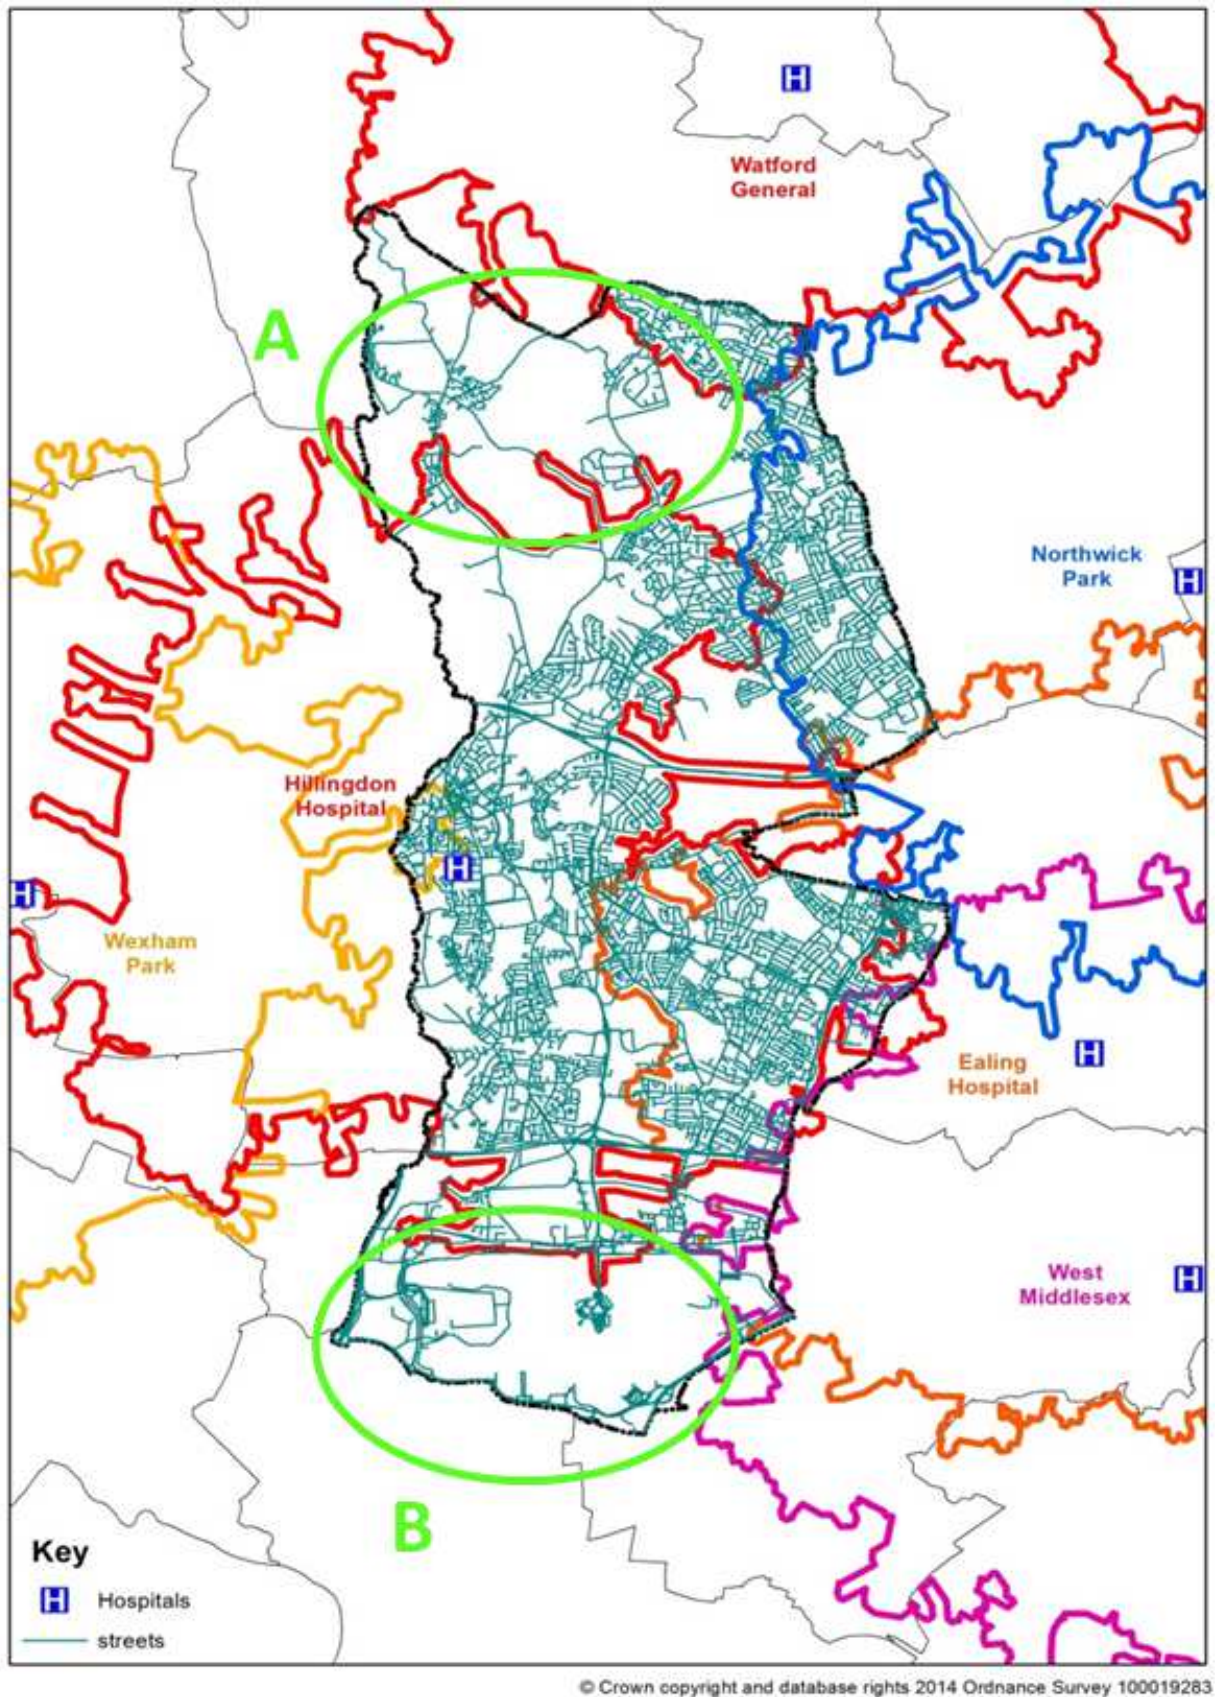 H
Watford
General
A
Northwick
Park
H
Hillingdon
Hospital
H
H
Wexham
Park
H
Ealing
Hospital
West
Middlesex
H
B
Key
H Hospitals
streets
© Crown copyright and database rights 2014 Ordnance Survey 100019283